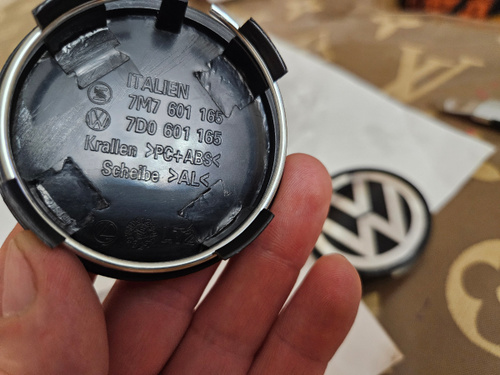 ITALIEN
7M7 601 165
7D0 601 165
Krallen >PC+ABS<
Scheibe >AL<